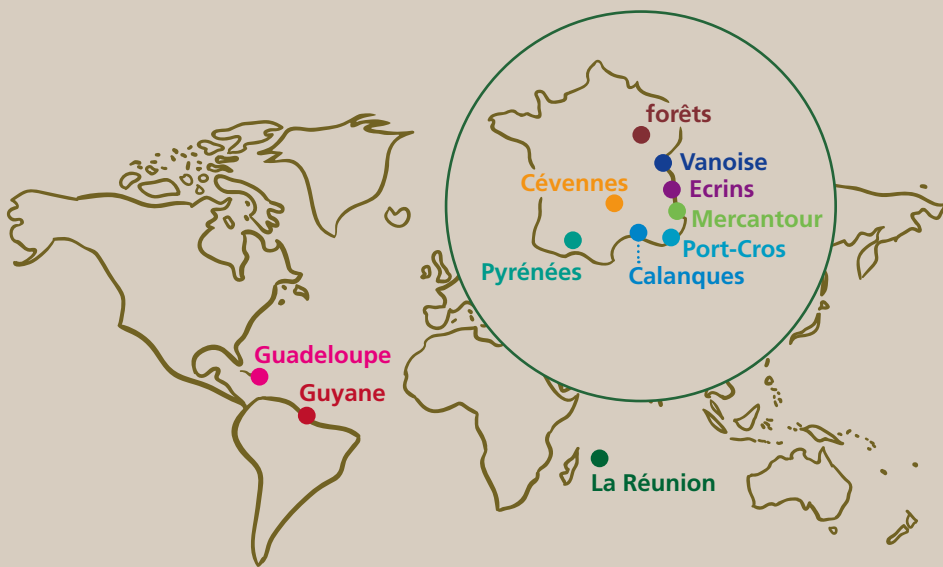 forêts
Vanoise
Cévennes
Ecrins
Mercantour
Port-Cros
Pyrénées
Calanques
Guadeloupe
Guyane
La Réunion